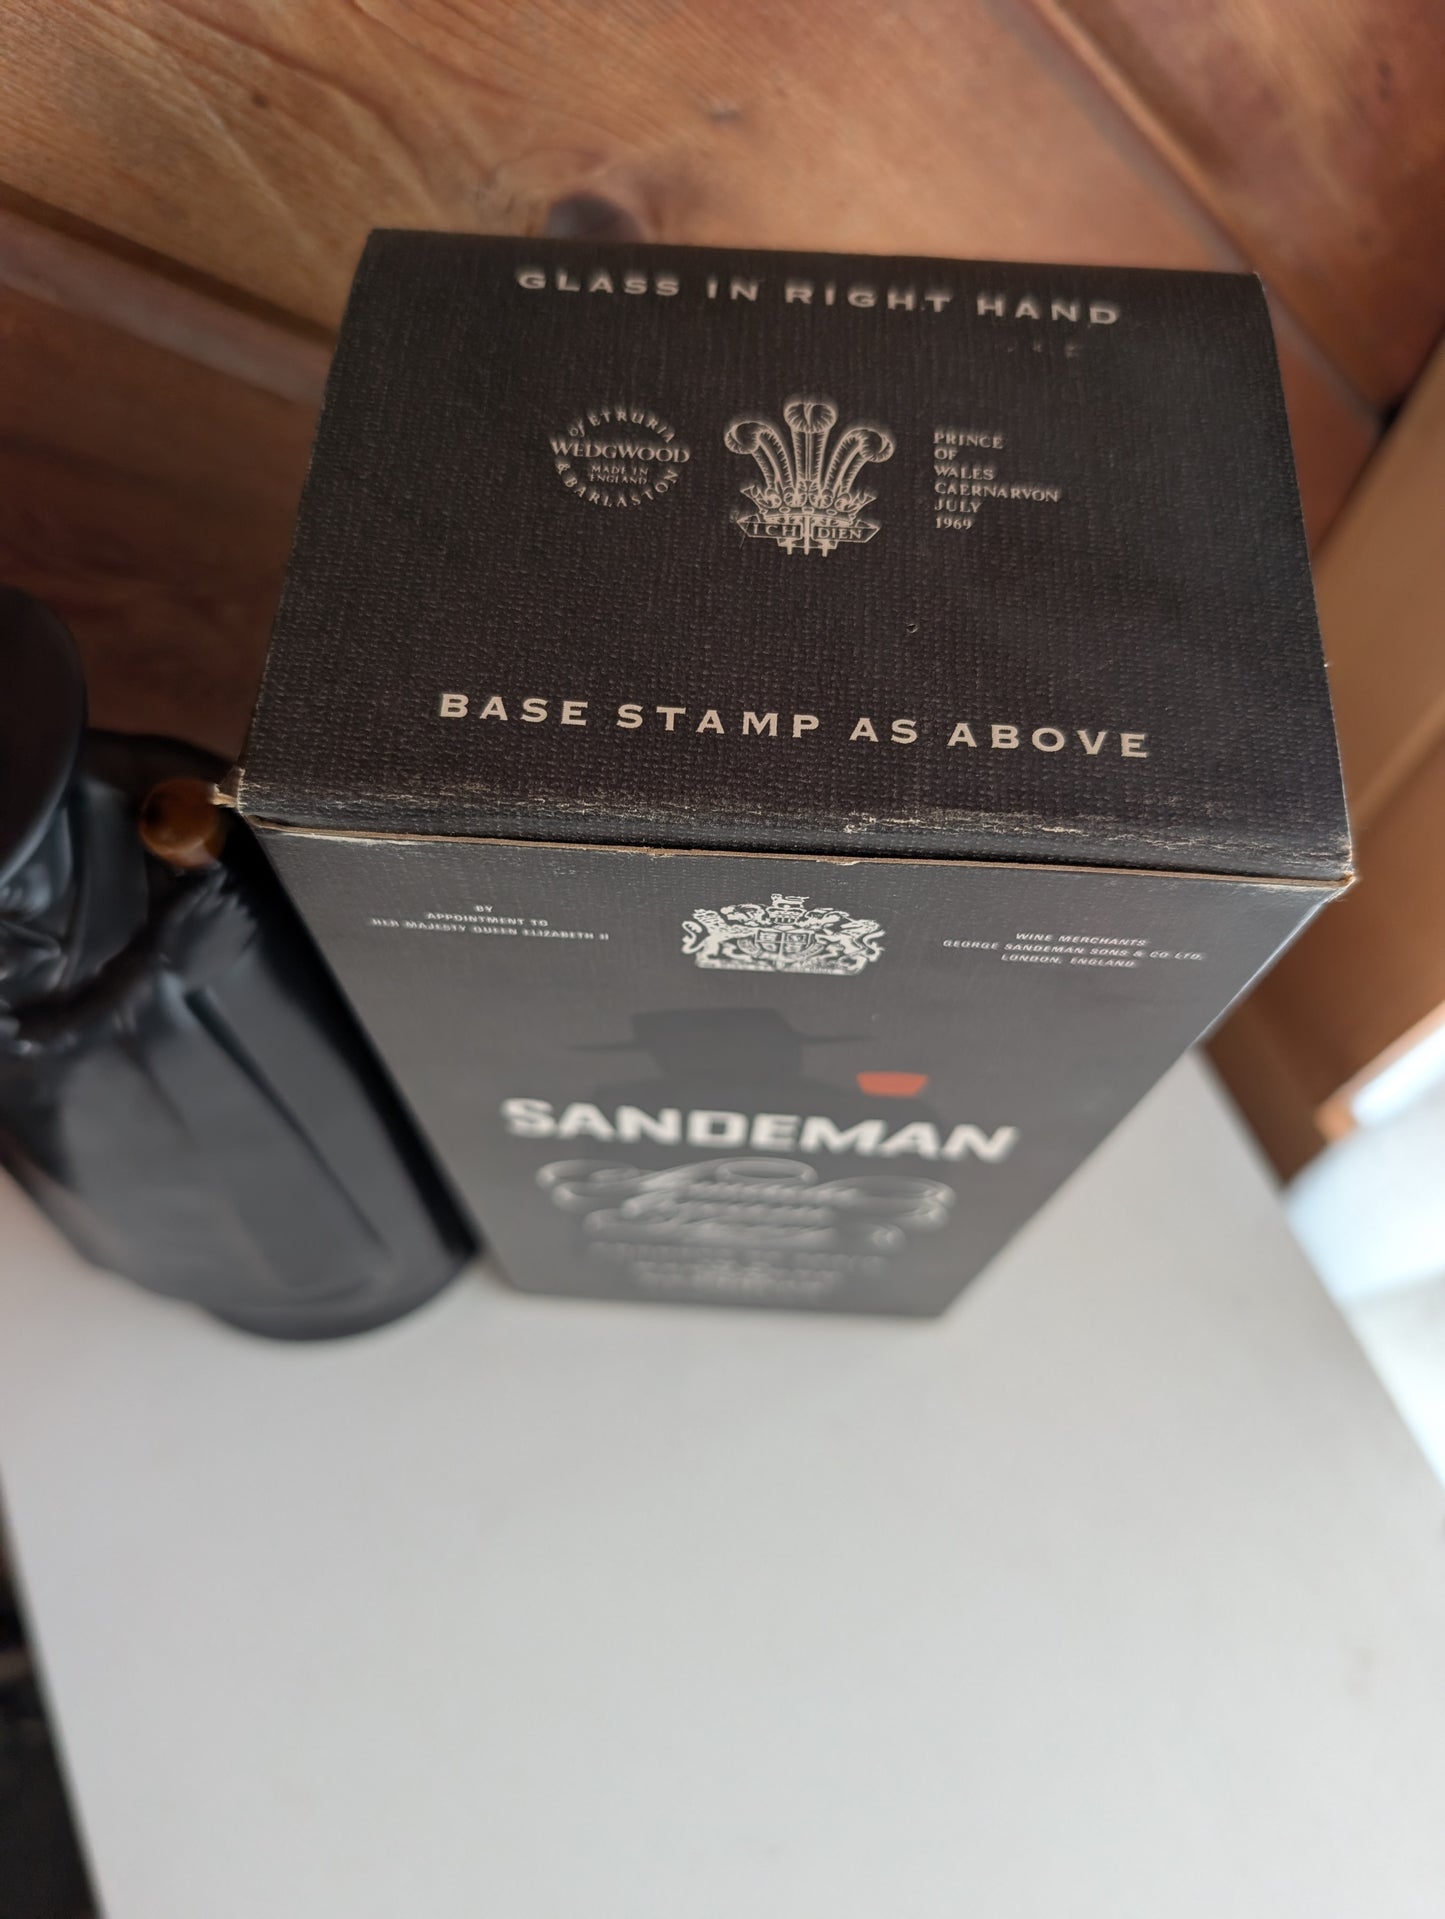 GLASS IN RIGHT HAND
of ETRURIA
WEDGWOOD
MADE IN
ENGLAND
& BARLASTON
ICH DIEN
PRINCE
OF
WALES
CAERNARVON
JULY
1969
BASE STAMP AS ABOVE
BY
APPOINTMENT TO
HER MAJESTY QUEEN ELIZABETH II
WINE MERCHANTS
GEORGE SANDEMAN SONS & CO. LTD.
LONDON, ENGLAND
SANDEMAN